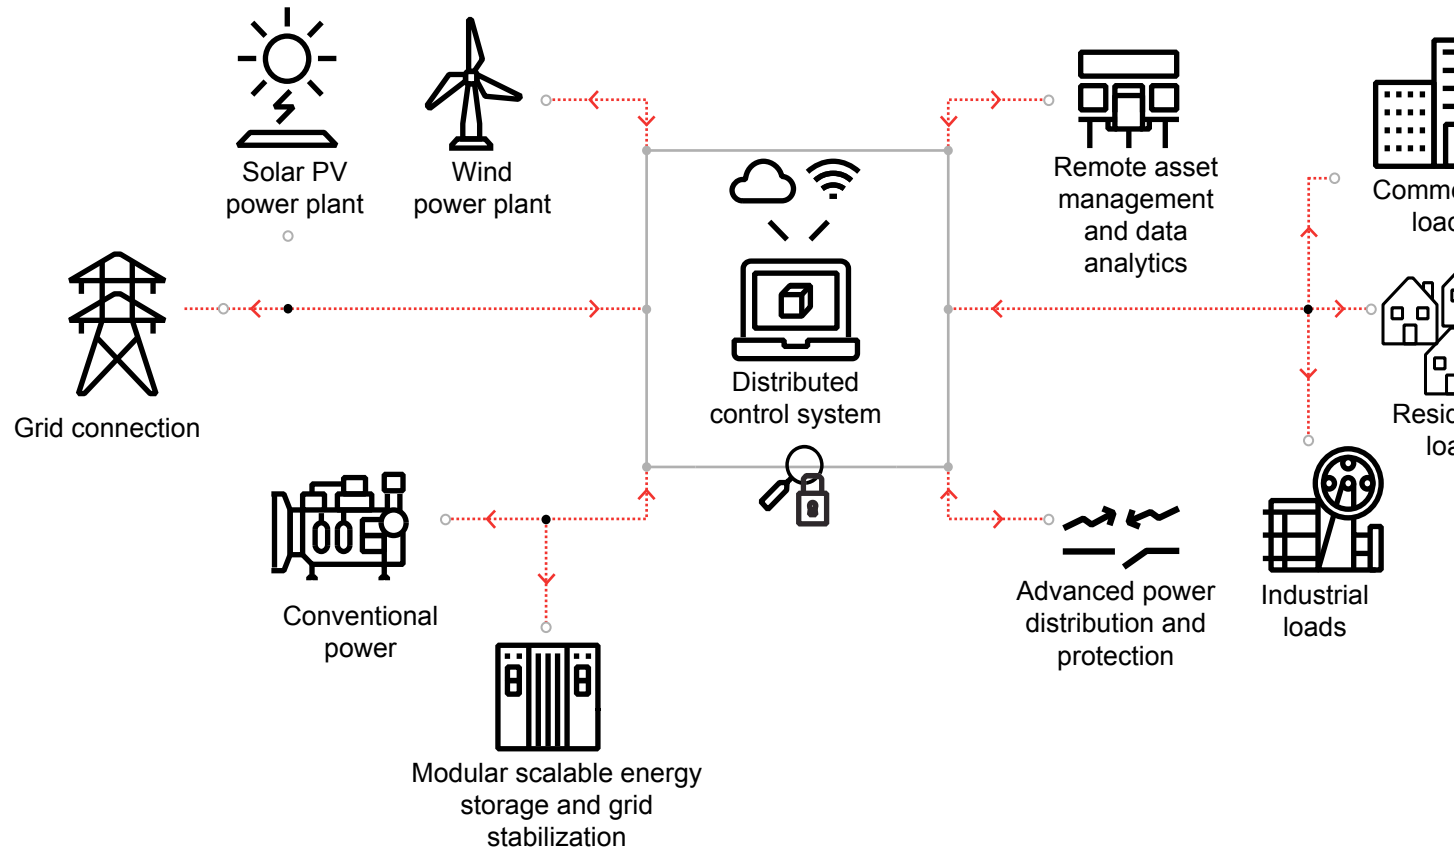 Solar PV
power plant
Wind
power plant
Remote asset
management
and data
analytics
Grid connection
Distributed
control system
Conventional
power
Modular scalable energy
storage and grid
stabilization
Advanced power
distribution and
protection
Industrial
loads